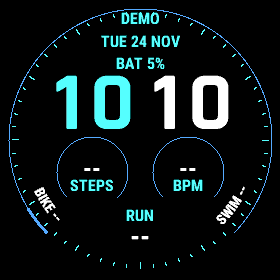 DEMO
TUE 24 NOV
BAT 5%
10 10
-- --
STEPS BPM
BIKE -- SWIM --
RUN
--